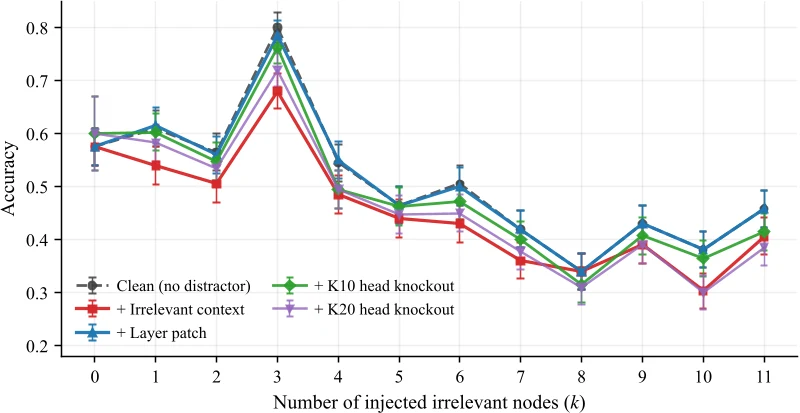 Accuracy
0.8
0.7
0.6
0.5
0.4
0.3
0.2
Clean (no distractor)
+ Irrelevant context
+ Layer patch
+ K10 head knockout
+ K20 head knockout
0 1 2 3 4 5 6 7 8 9 10 11
Number of injected irrelevant nodes (k)